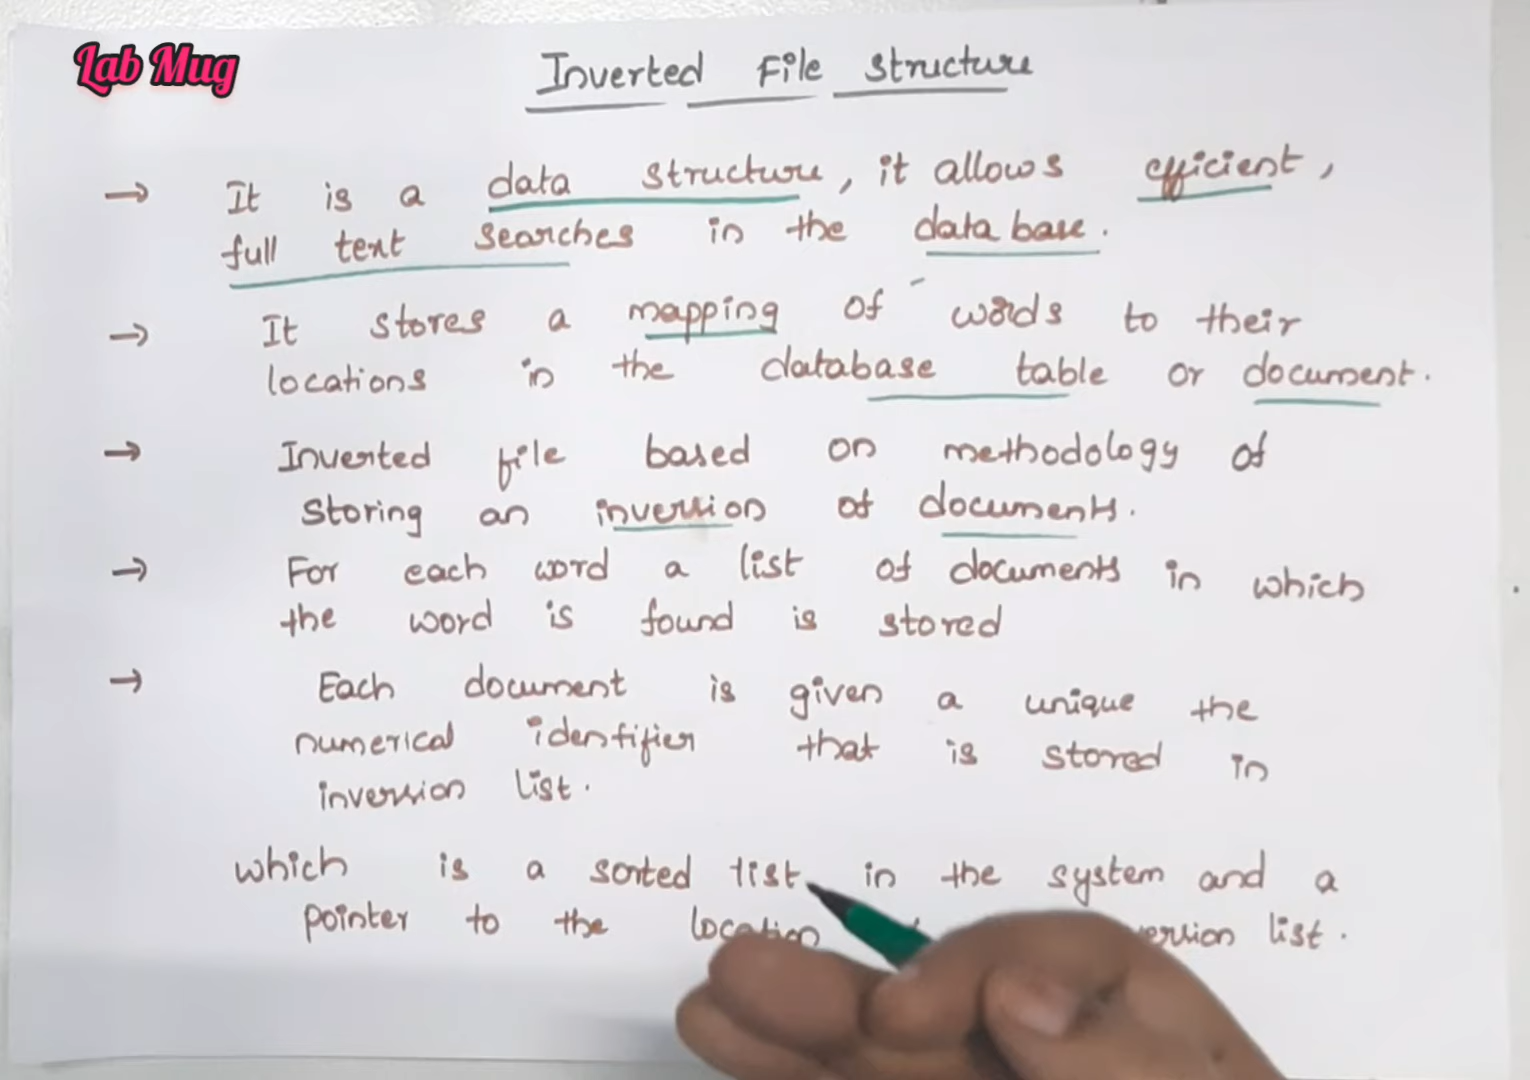 Lab Mug
Inverted File Structure
→ It is a data structure, it allows efficient,
full text searches in the data base.
→ It stores a mapping of words to their
locations in the database table or document.
→ Inverted file based on methodology of
storing an inversion of documents.
→ For each word a list of documents in which
the word is found is stored
→ Each document is given a unique the
numerical identifier that is stored in
inversion list.
which is a sorted list in the system and a
pointer to the location list.